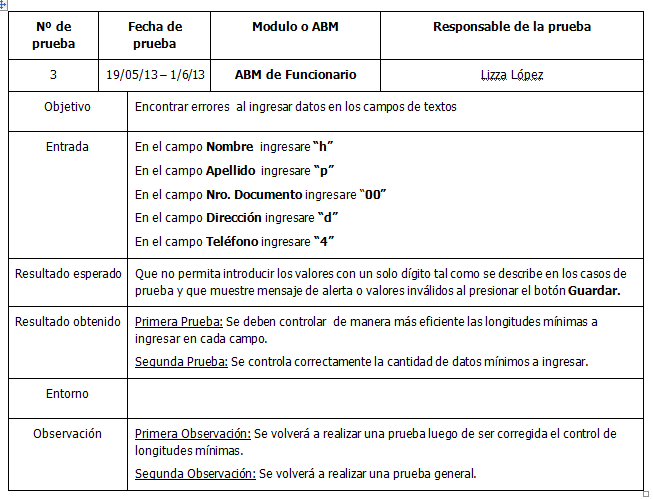 Nº de prueba
Fecha de prueba
Modulo o ABM
Responsable de la prueba
3
19/05/13 – 1/6/13
ABM de Funcionario
Lizza López
Objetivo
Encontrar errores  al ingresar datos en los campos de textos
Entrada
En el campo Nombre  ingresare “h”
En el campo Apellido  ingresare “p”
En el campo Nro. Documento ingresare “00”
En el campo Dirección ingresare “d”
En el campo Teléfono ingresare “4”
Resultado esperado
Que no permita introducir los valores con un solo dígito tal como se describe en los casos de
prueba y que muestre mensaje de alerta o valores inválidos al presionar el botón Guardar.
Resultado obtenido
Primera Prueba: Se deben controlar  de manera más eficiente las longitudes mínimas a
ingresar en cada campo.
Segunda Prueba: Se controla correctamente la cantidad de datos mínimos a ingresar.
Entorno
Observación
Primera Observación: Se volverá a realizar una prueba luego de ser corregida el control de
longitudes mínimas.
Segunda Observación: Se volverá a realizar una prueba general.